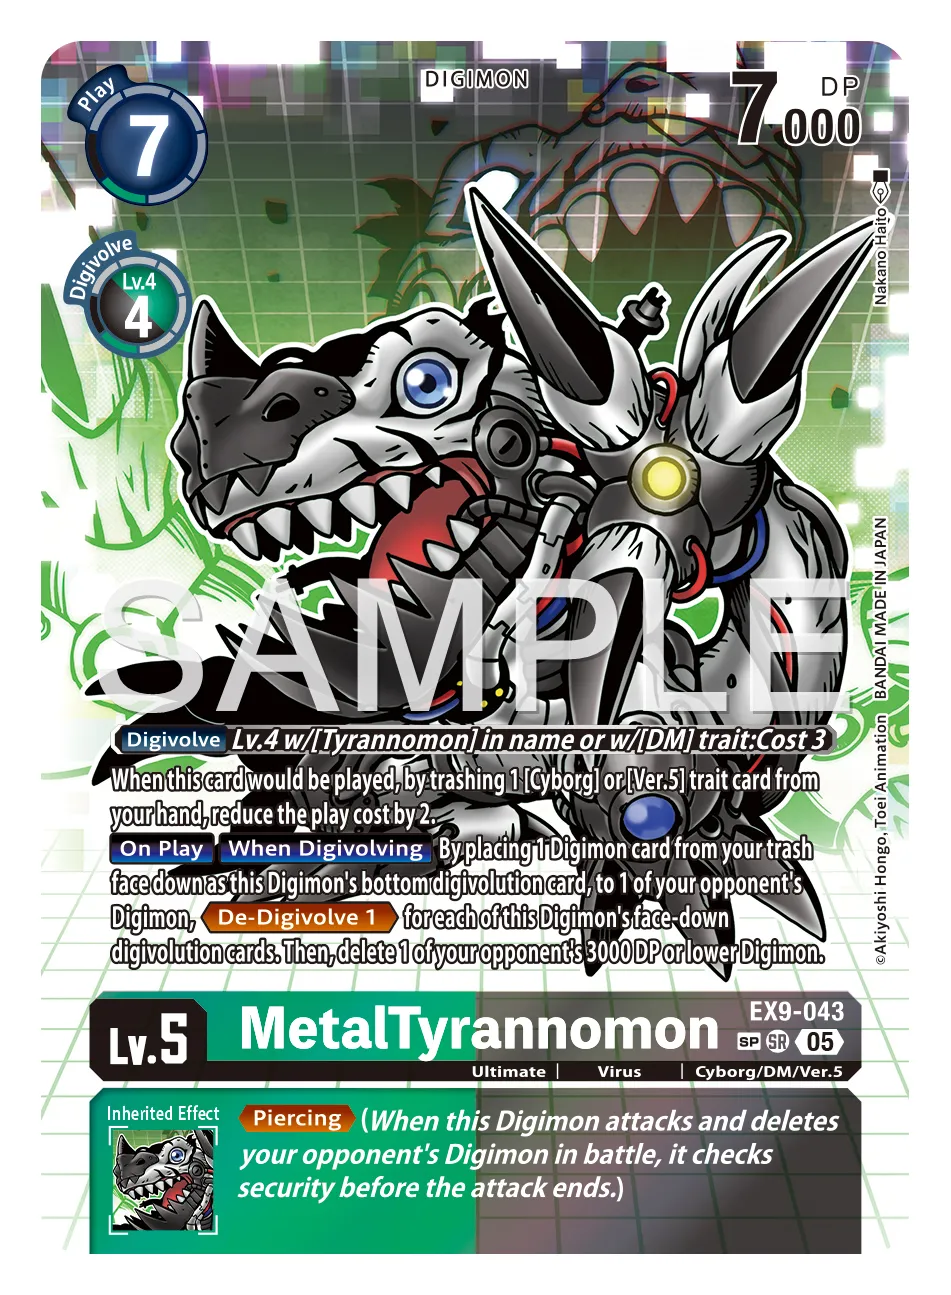 DIGIMON
Play
7
7000
DP
Digivolve
Lv.4
4
Nakano Haito
SAMPLE
Digivolve Lv.4 w/[Tyrannomon] in name or w/[DM] trait:Cost 3
When this card would be played, by trashing 1 [Cyborg] or [Ver.5] trait card from
your hand, reduce the play cost by 2.
On Play When Digivolving By placing 1 Digimon card from your trash
face down as this Digimon's bottom digivolution card, to 1 of your opponent's
Digimon, De-Digivolve 1 for each of this Digimon's face-down
digivolution cards. Then, delete 1 of your opponent's 3000 DP or lower Digimon.
©Akiyoshi Hongo, Toei Animation BANDAI MADE IN JAPAN
Lv.5
MetalTyrannomon
EX9-043
SP SR 05
Ultimate | Virus | Cyborg/DM/Ver.5
Inherited Effect
Piercing (When this Digimon attacks and deletes
your opponent's Digimon in battle, it checks
security before the attack ends.)